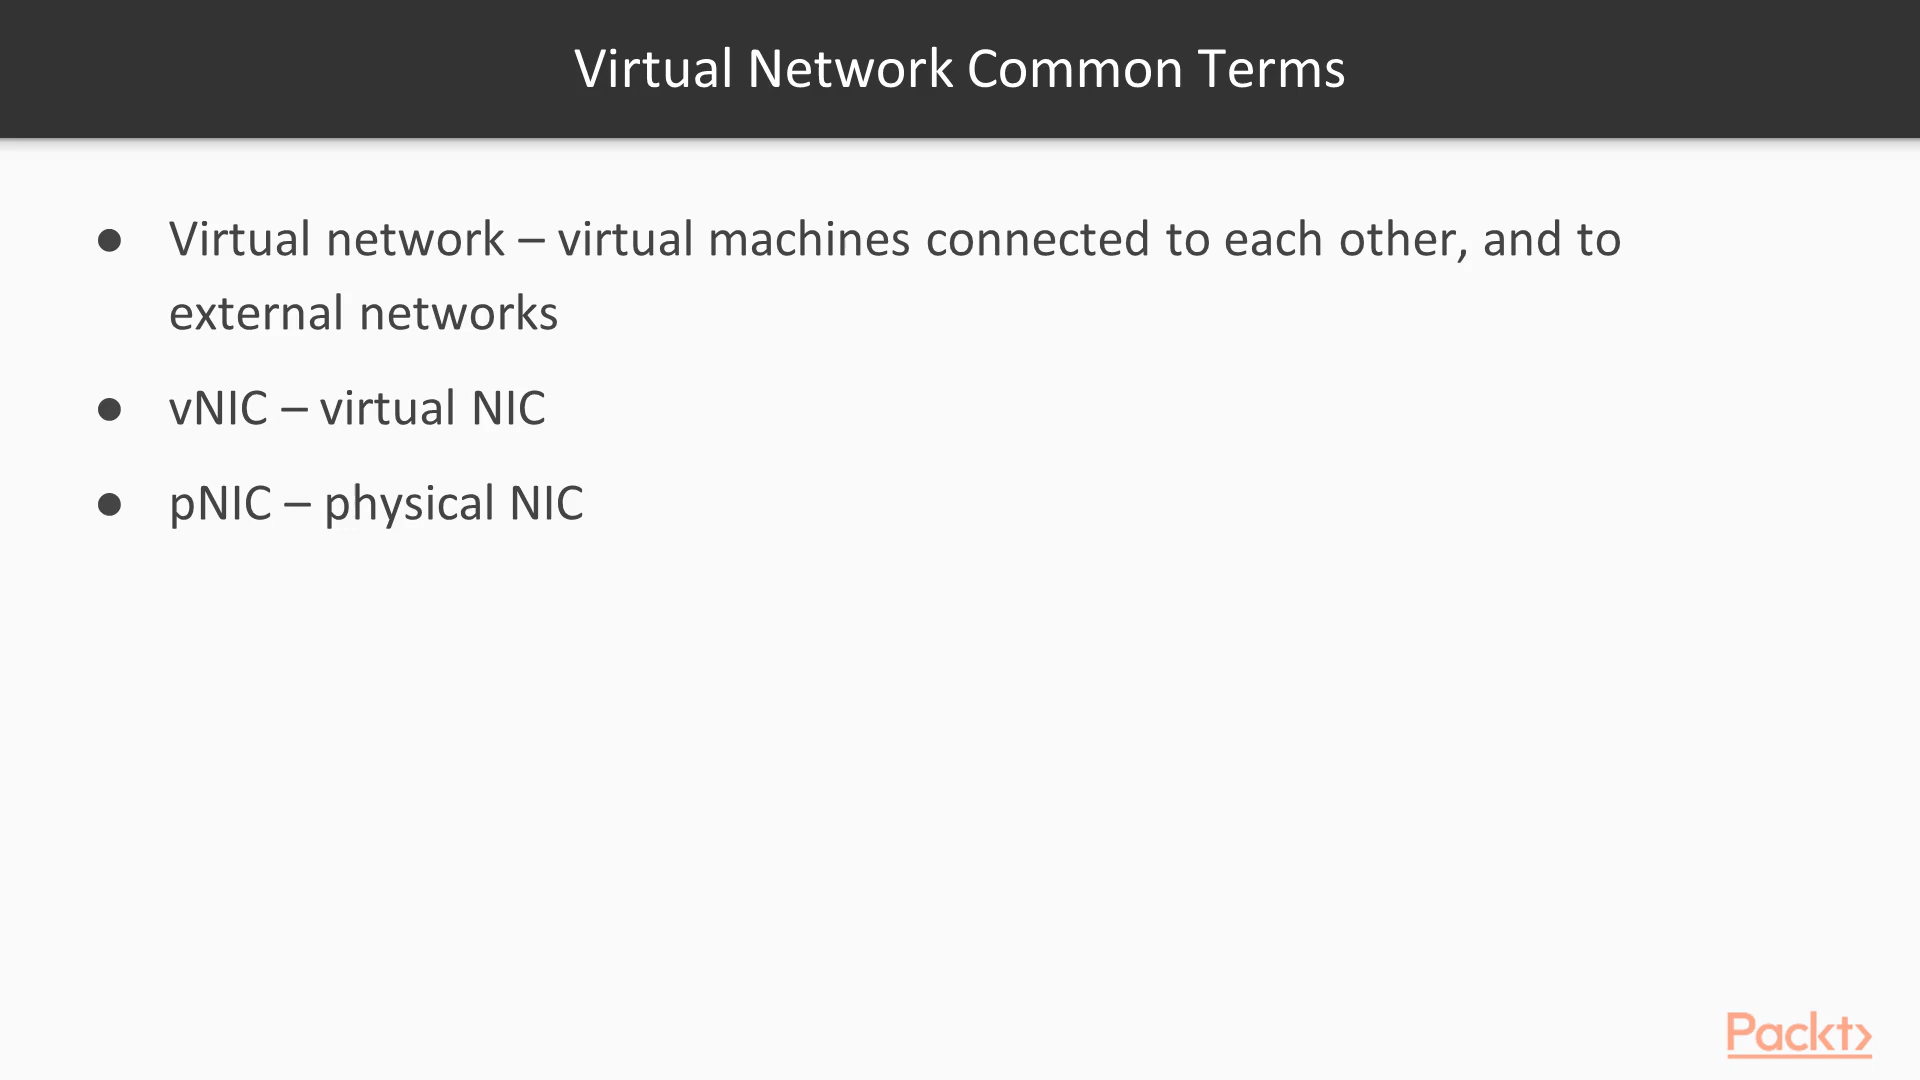 Virtual Network Common Terms
● Virtual network – virtual machines connected to each other, and to
external networks
● vNIC – virtual NIC
● pNIC – physical NIC
Packt>